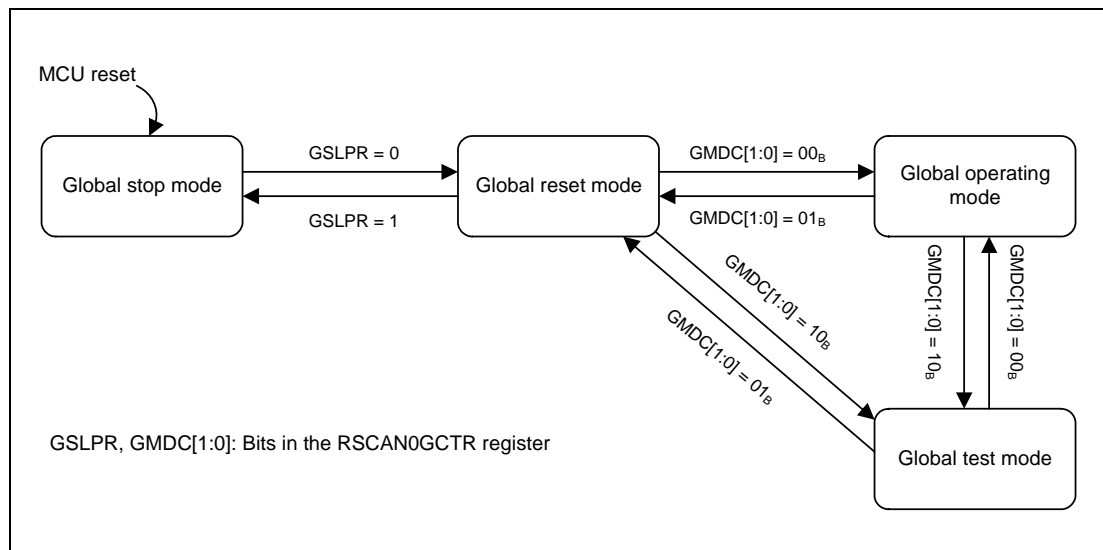 MCU reset
Global stop mode
GSLPR = 0
GSLPR = 1
Global reset mode
GMDC[1:0] = 00B
GMDC[1:0] = 01B
Global operating
mode
GMDC[1:0] = 10B
GMDC[1:0] = 01B
GMDC[1:0] = 10B
GMDC[1:0] = 00B
Global test mode
GSLPR, GMDC[1:0]: Bits in the RSCAN0GCTR register